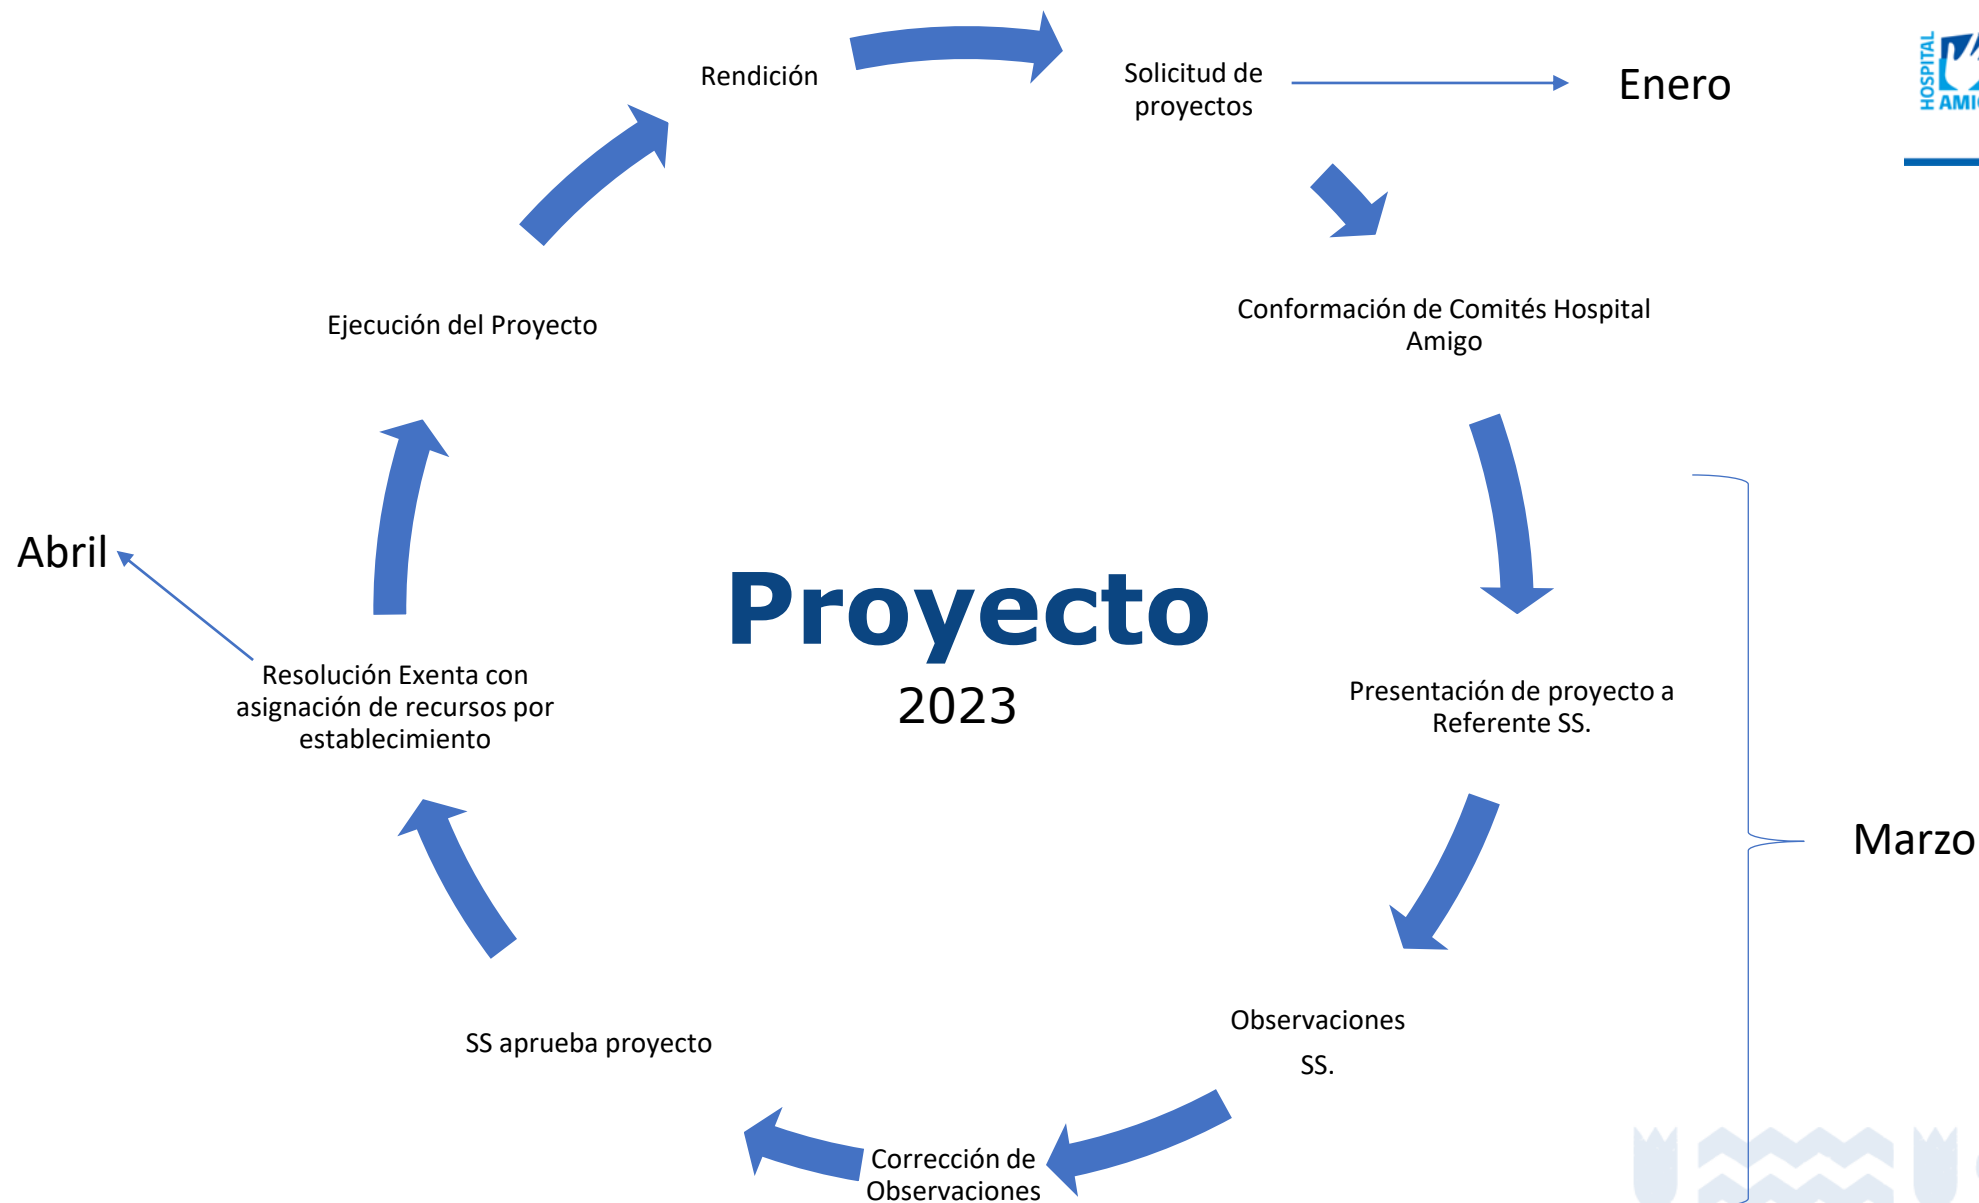 Rendición
Solicitud de
proyectos
Enero
HOSPITAL
Conformación de Comités Hospital
Amigo
Ejecución del Proyecto
Abril
Proyecto
2023
Resolución Exenta con
asignación de recursos por
establecimiento
Presentación de proyecto a
Referente SS.
Marzo
SS aprueba proyecto
Observaciones
SS.
Corrección de
Observaciones